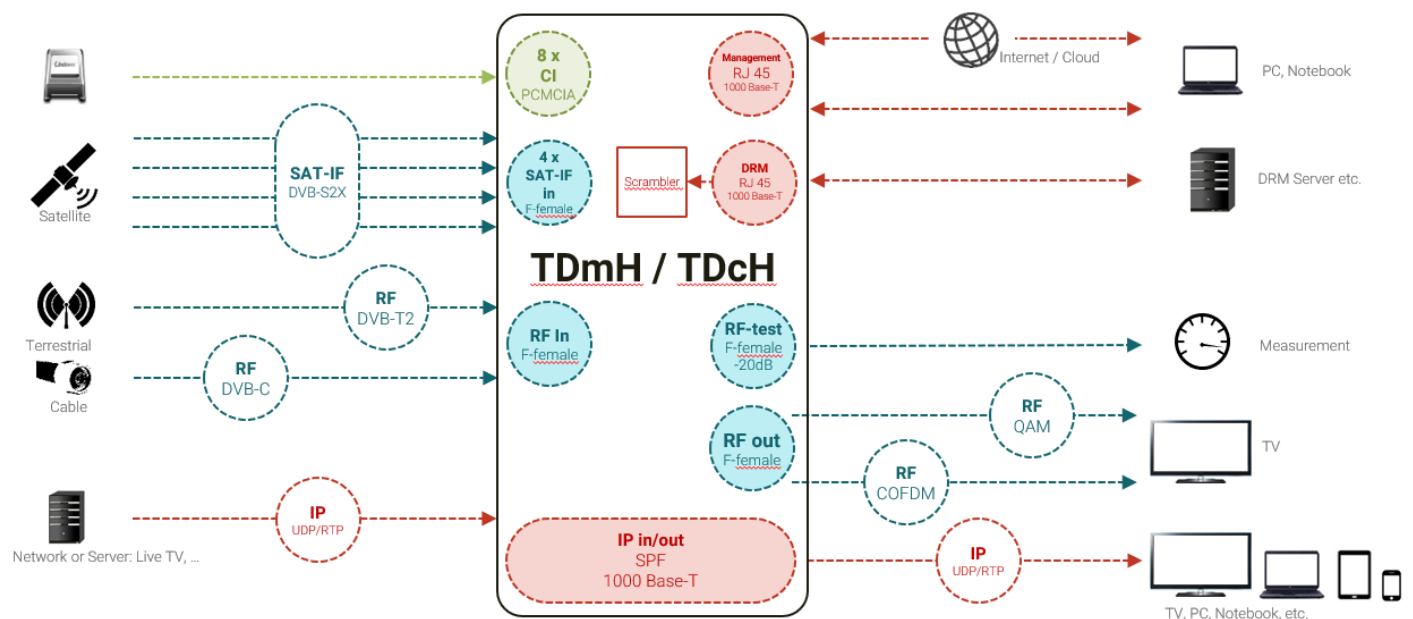 8 x
CI
PCMCIA
Management
RJ 45
1000 Base-T
Internet / Cloud
PC, Notebook
SAT-IF
DVB-S2X
4 x
SAT-IF
in
F-female
Scrambler
DRM
RJ 45
1000 Base-T
DRM Server etc.
Satellite
TDmH / TDcH
RF
DVB-T2
Terrestrial
RF In
F-female
RF-test
F-female
-20dB
Measurement
RF
DVB-C
Cable
RF
QAM
RF out
F-female
TV
RF
COFDM
IP
UDP/RTP
Network or Server: Live TV, ...
IP in/out
SPF
1000 Base-T
IP
UDP/RTP
TV, PC, Notebook, etc.